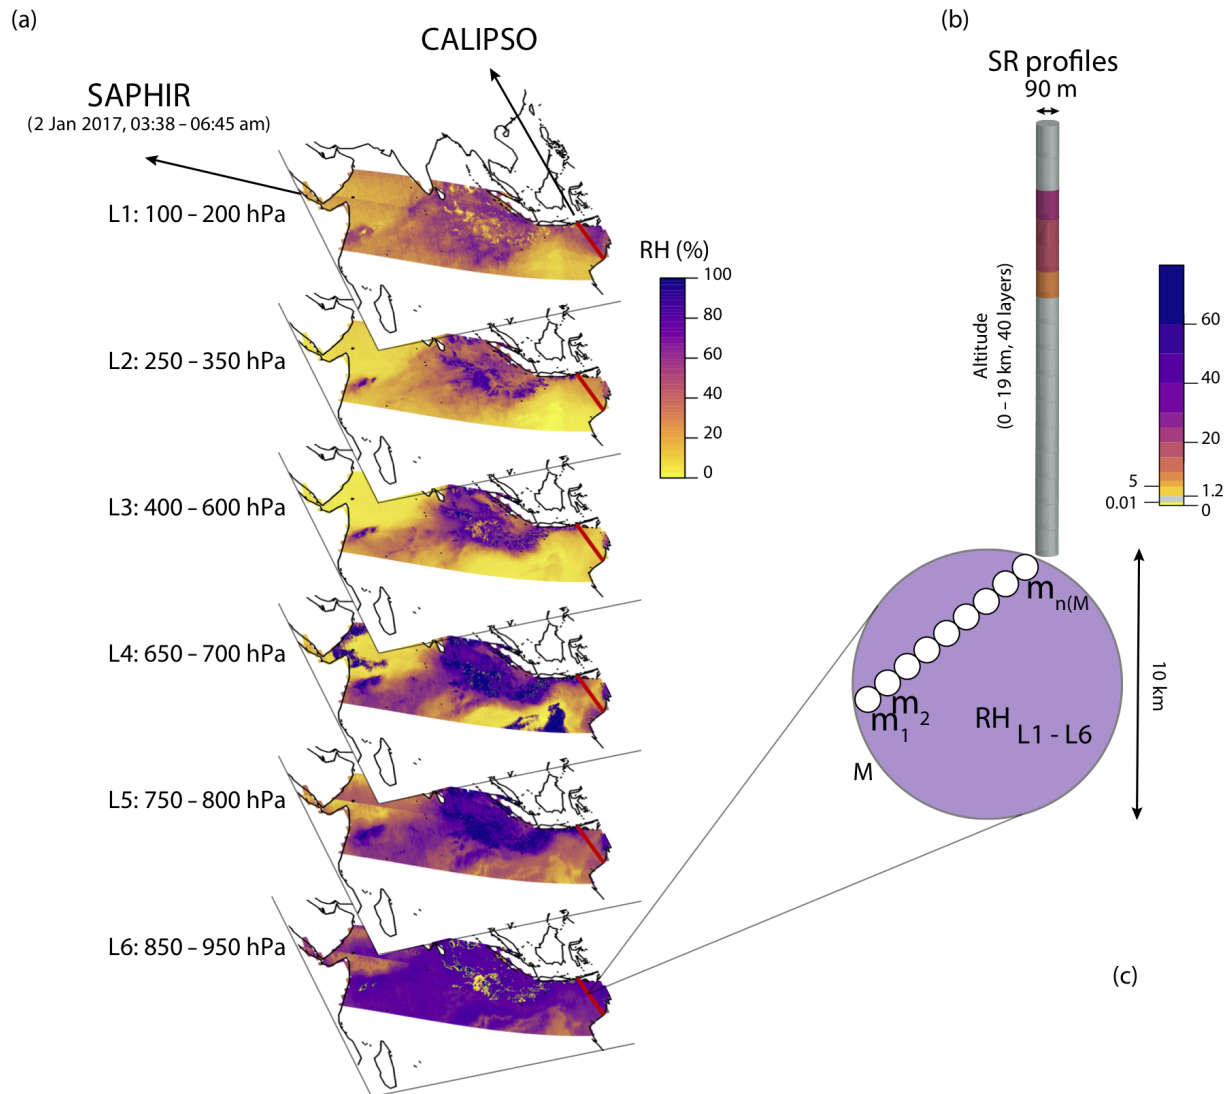 (a)
CALIPSO
SAPHIR
(2 Jan 2017, 03:38 – 06:45 am)
L1: 100 – 200 hPa
L2: 250 – 350 hPa
L3: 400 – 600 hPa
L4: 650 – 700 hPa
L5: 750 – 800 hPa
L6: 850 – 950 hPa
RH (%)
100
80
60
40
20
0
(b)
SR profiles
90 m
Altitude
(0 – 19 km, 40 layers)
60
40
20
5
1.2
0.01
0
m n(M
m 2
m 1
RH L1 - L6
M
10 km
(c)